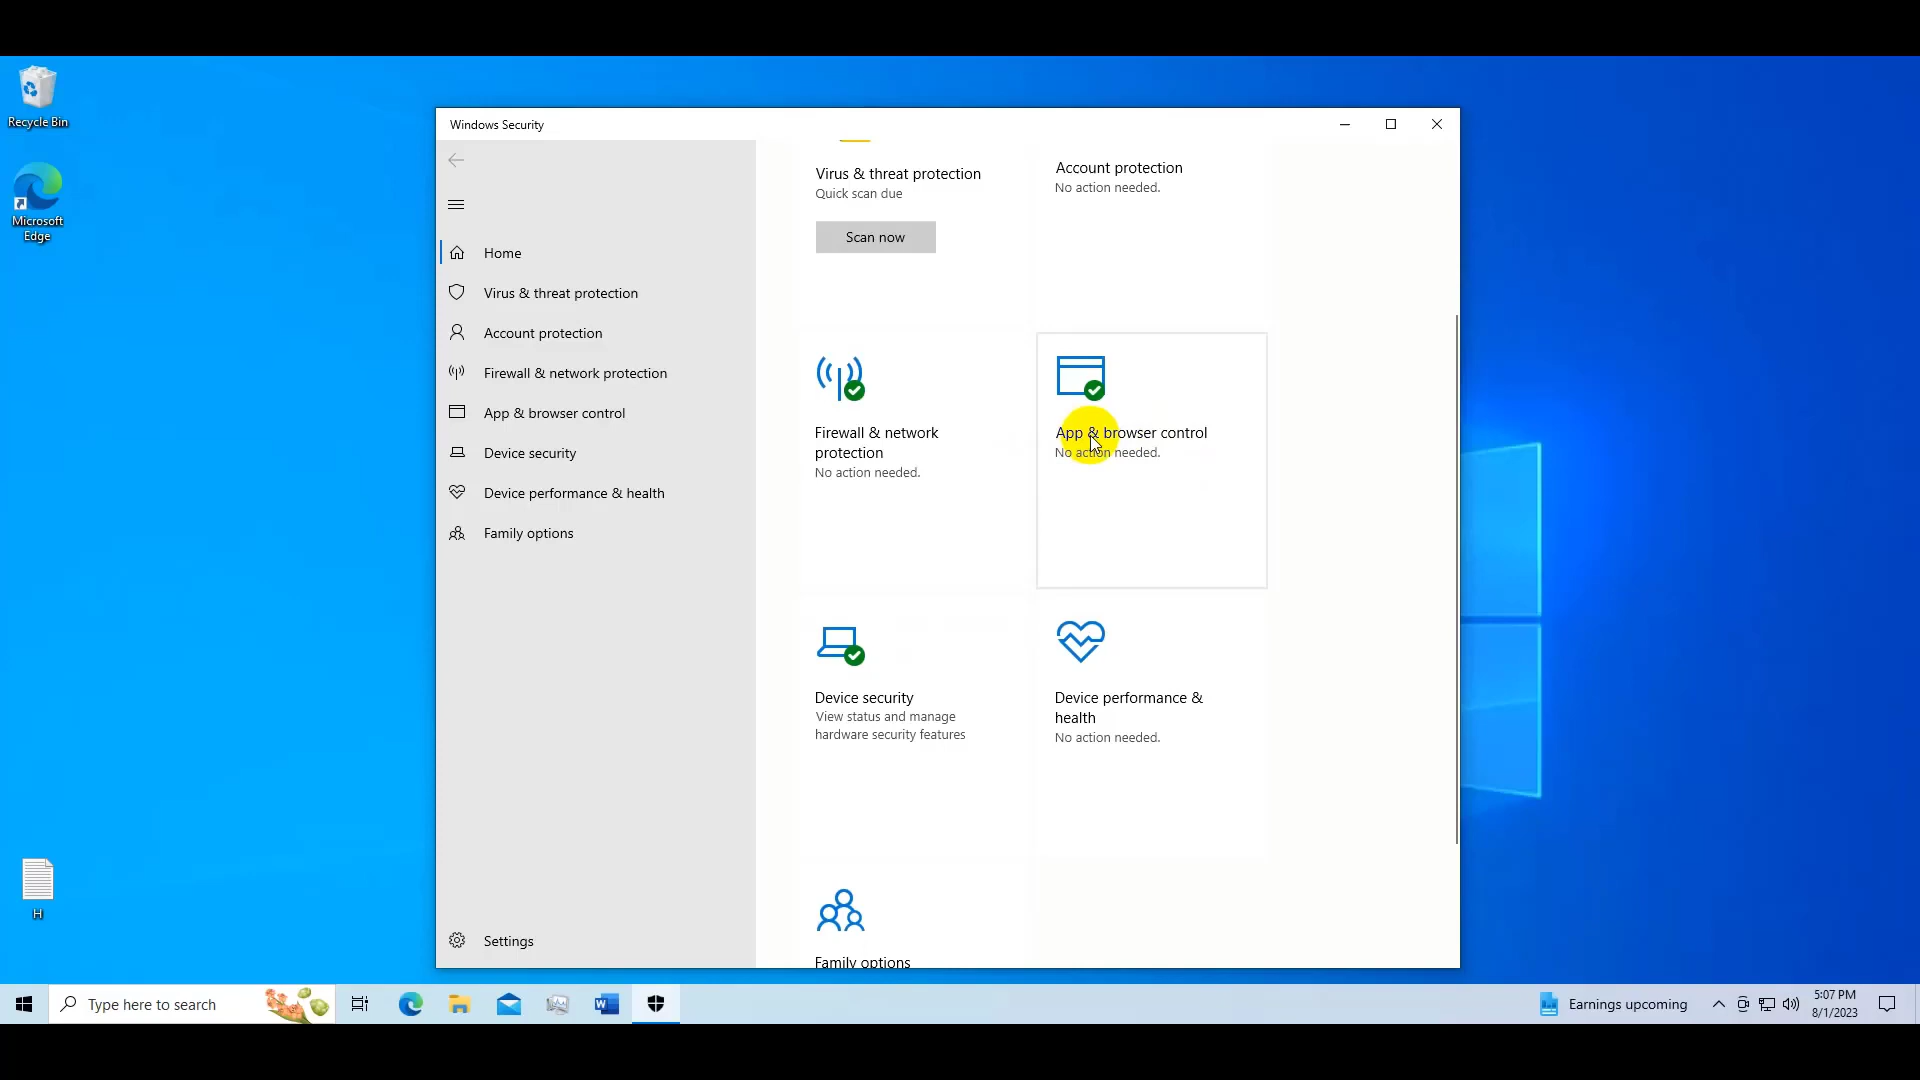 Recycle Bin
Microsoft
Edge
H
Windows Security
Home
Virus & threat protection
Account protection
Firewall & network protection
App & browser control
Device security
Device performance & health
Family options
Settings
Virus & threat protection
Quick scan due
Scan now
Account protection
No action needed.
Firewall & network
protection
No action needed.
App & browser control
No action needed.
Device security
View status and manage
hardware security features
Device performance &
health
No action needed.
Family options
Type here to search
Earnings upcoming
5:07 PM
8/1/2023